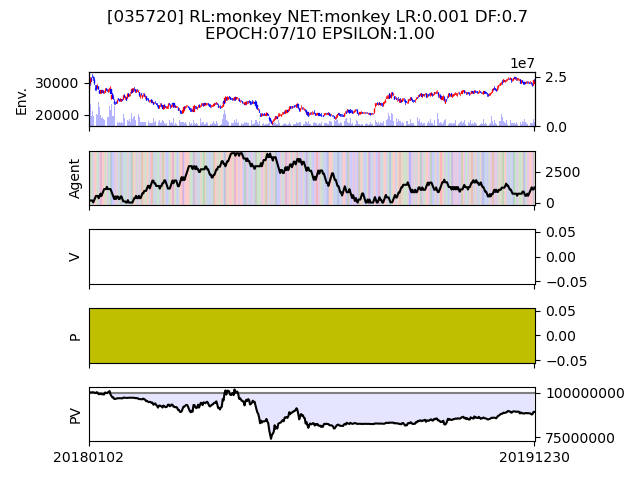 [035720] RL:monkey NET:monkey LR:0.001 DF:0.7
EPOCH:07/10 EPSILON:1.00
1e7
Env.
30000
20000
2.5
0.0
Agent
2500
0
V
0.05
0.00
−0.05
P
0.05
0.00
−0.05
PV
100000000
75000000
20180102
20191230